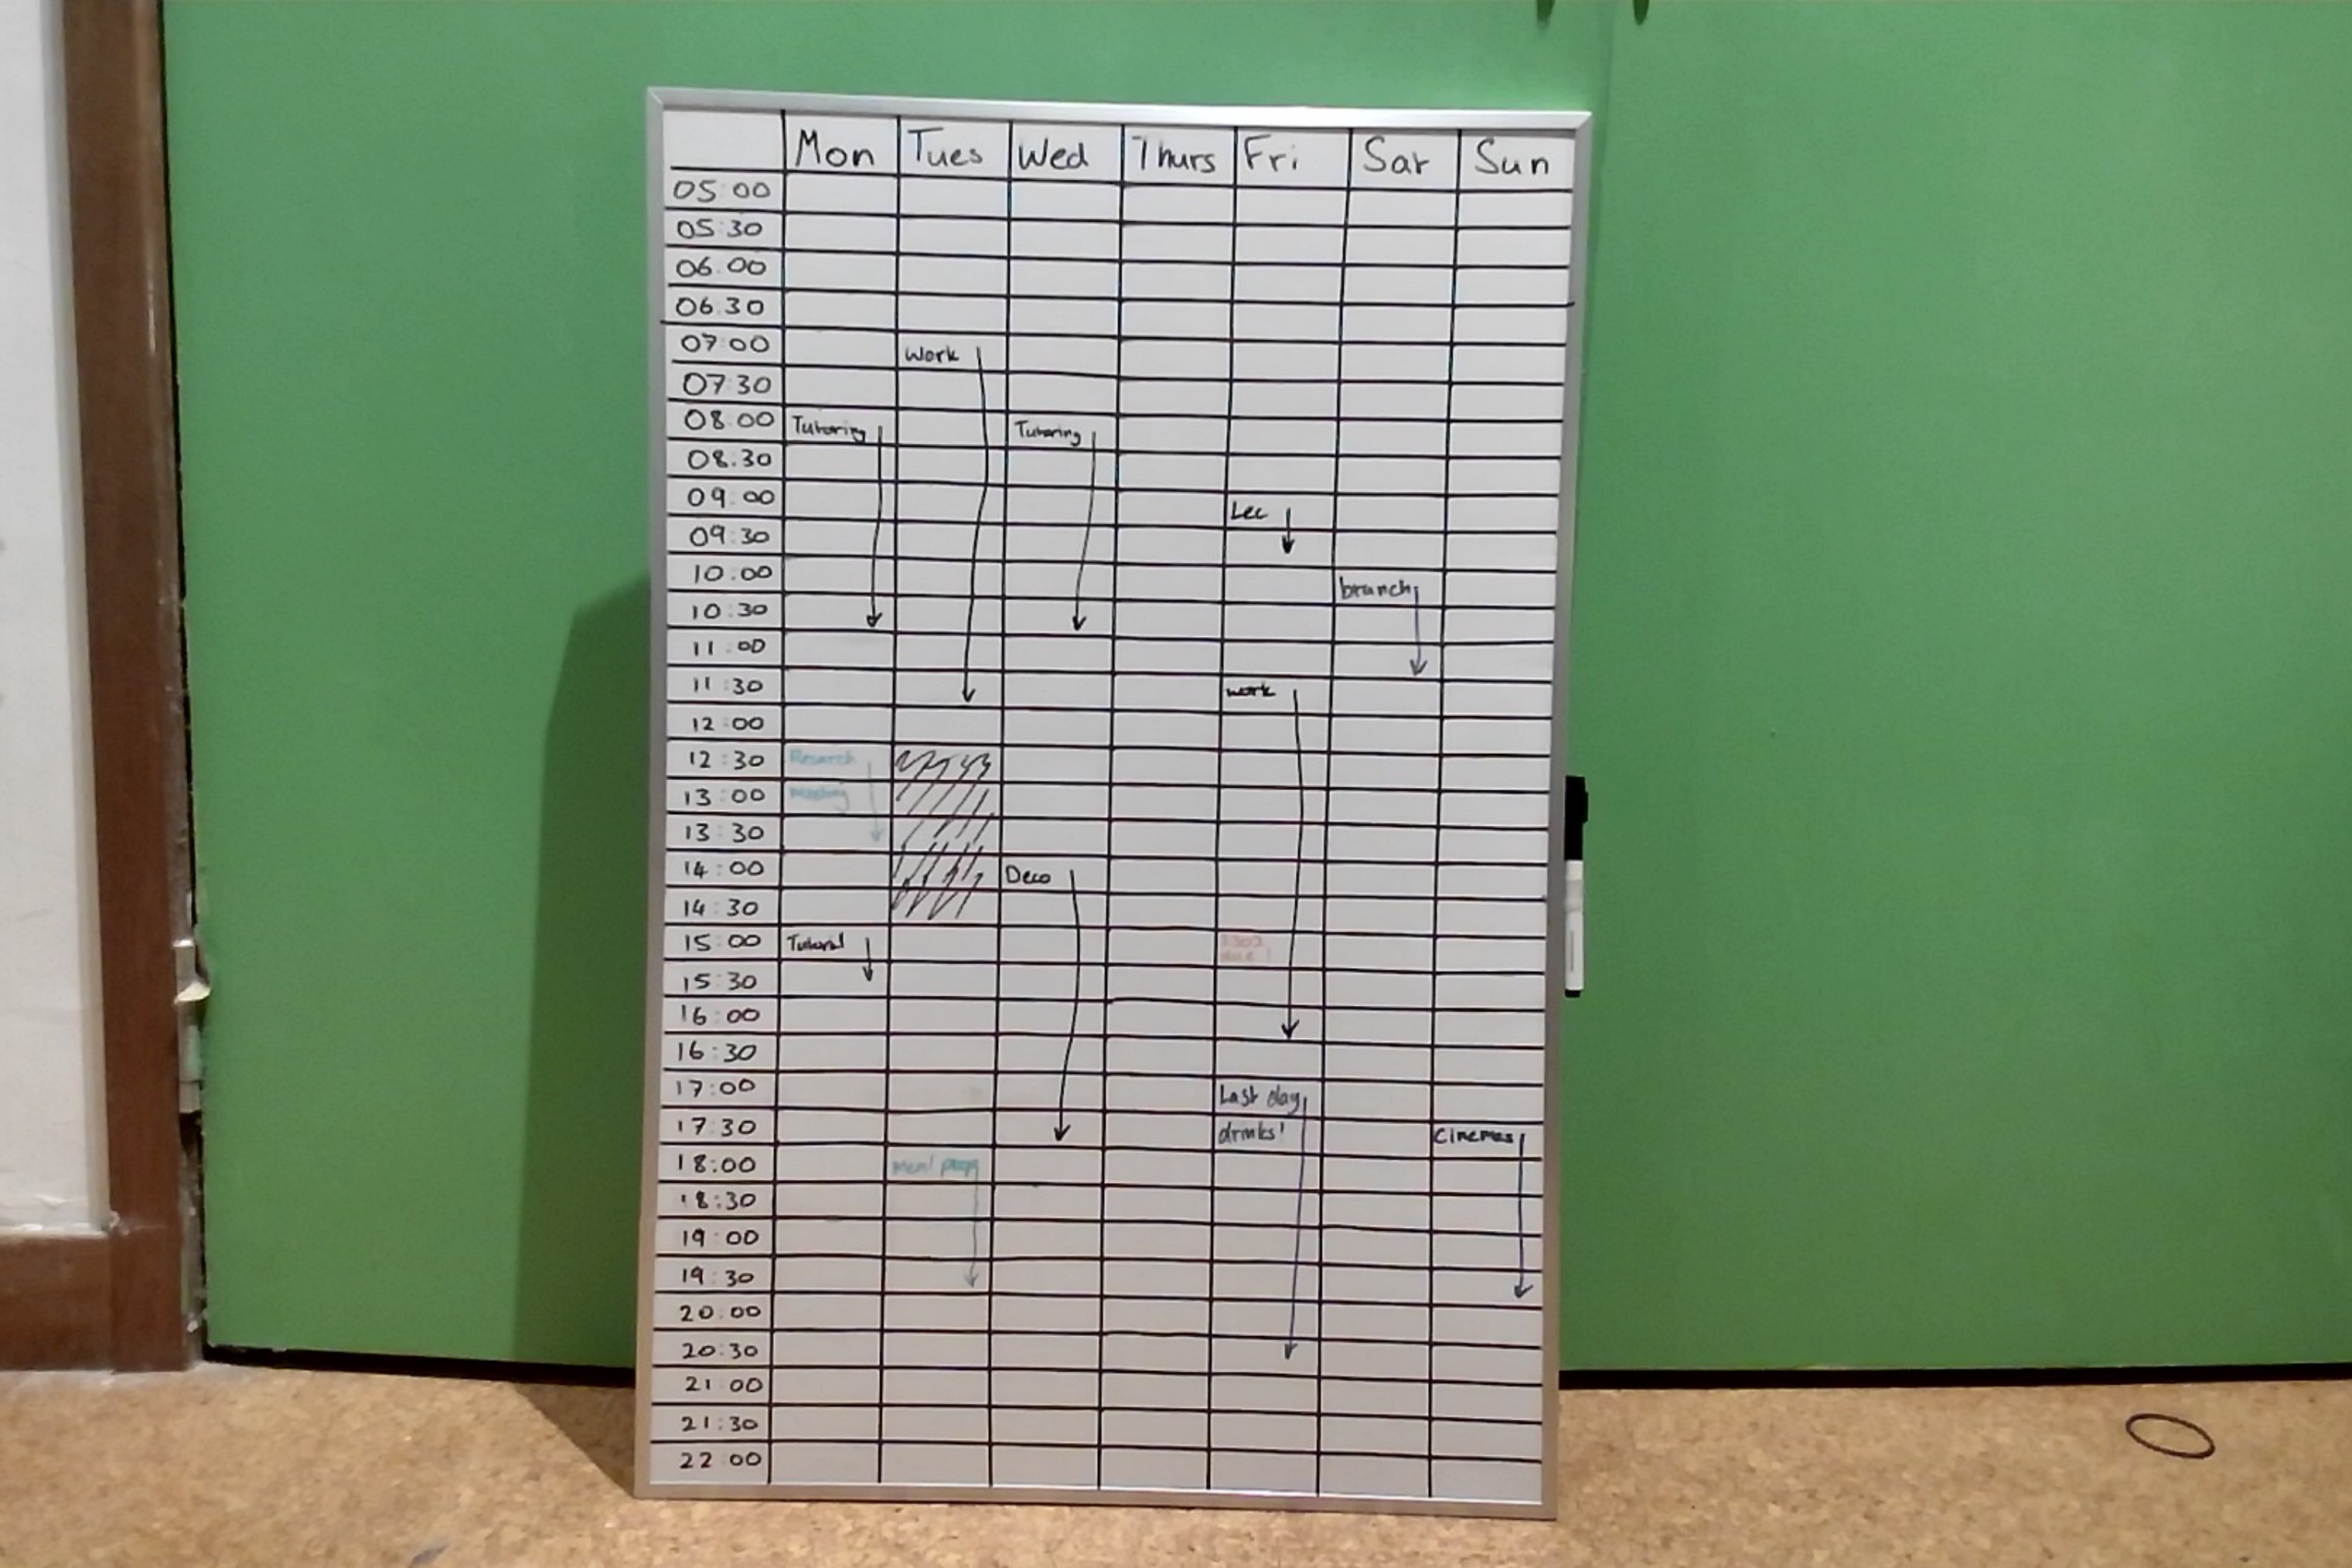 Mon Tues Wed Thurs Fri Sat Sun
05:00
05:30
06:00
06:30
07:00 Work
07:30
08:00 Tutoring Tutoring
08:30
09:00 Lec
09:30
10:00 brunch
10:30
11:00
11:30 work
12:00
12:30 Research
13:00 meeting
13:30
14:00 Deco
14:30
15:00 Tutorial 3302
due!
15:30
16:00
16:30
17:00 Last day
17:30 drinks! cinemas
18:00 meal prep
18:30
19:00
19:30
20:00
20:30
21:00
21:30
22:00